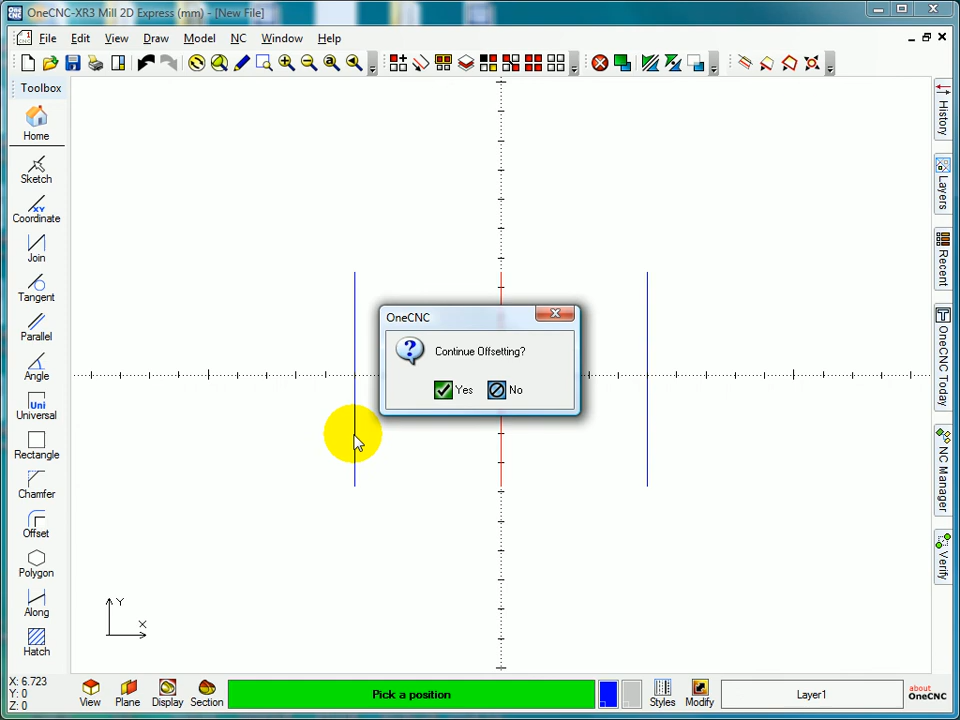 OneCNC-XR3 Mill 2D Express (mm) - [New File]
File Edit View Draw Model NC Window Help
Toolbox
Home
Sketch
XY
Coordinate
Join
Tangent
Parallel
Angle
Uni
Universal
Rectangle
Chamfer
Offset
Polygon
Along
Hatch
OneCNC
Continue Offsetting?
Yes No
Y
X
History
Layers
Recent
OneCNC Today
NC Manager
Verify
X: 6.723
Y: 0
Z: 0
View Plane Display Section
Pick a position
Styles Modify
Layer1
about
OneCNC